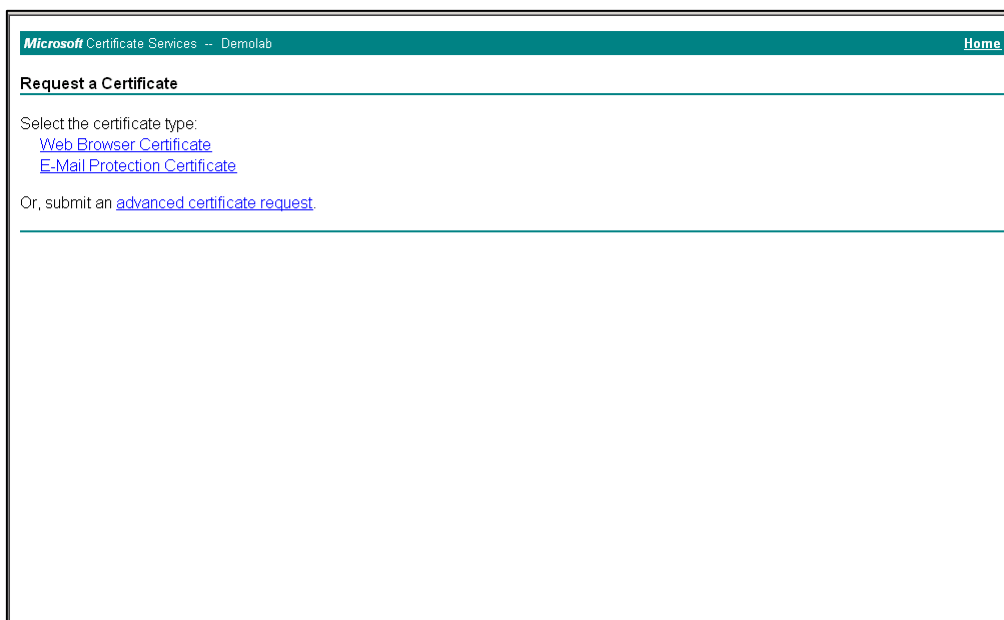 Microsoft Certificate Services -- Demolab Home
Request a Certificate
Select the certificate type:
Web Browser Certificate
E-Mail Protection Certificate
Or, submit an advanced certificate request.